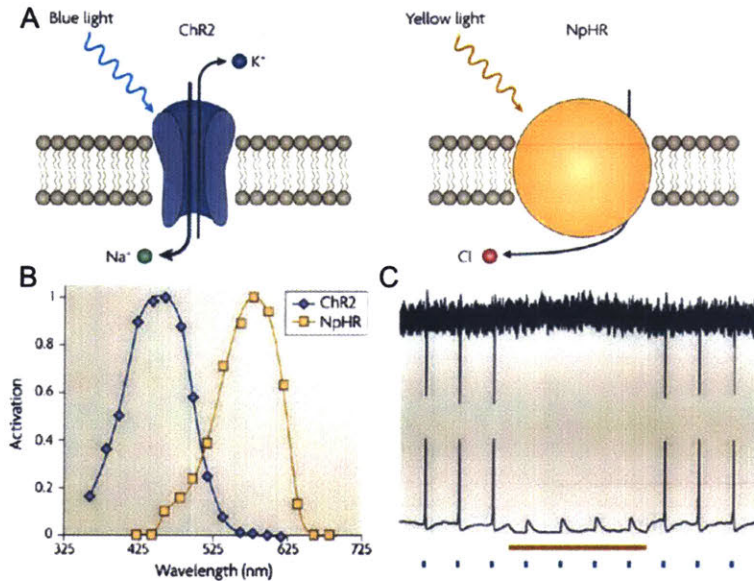 A
Blue light
ChR2
K⁺
Na⁺
Yellow light
NpHR
Cl
B
ChR2
NpHR
Activation
1
0.8
0.6
0.4
0.2
0
325
425
525
625
725
Wavelength (nm)
C